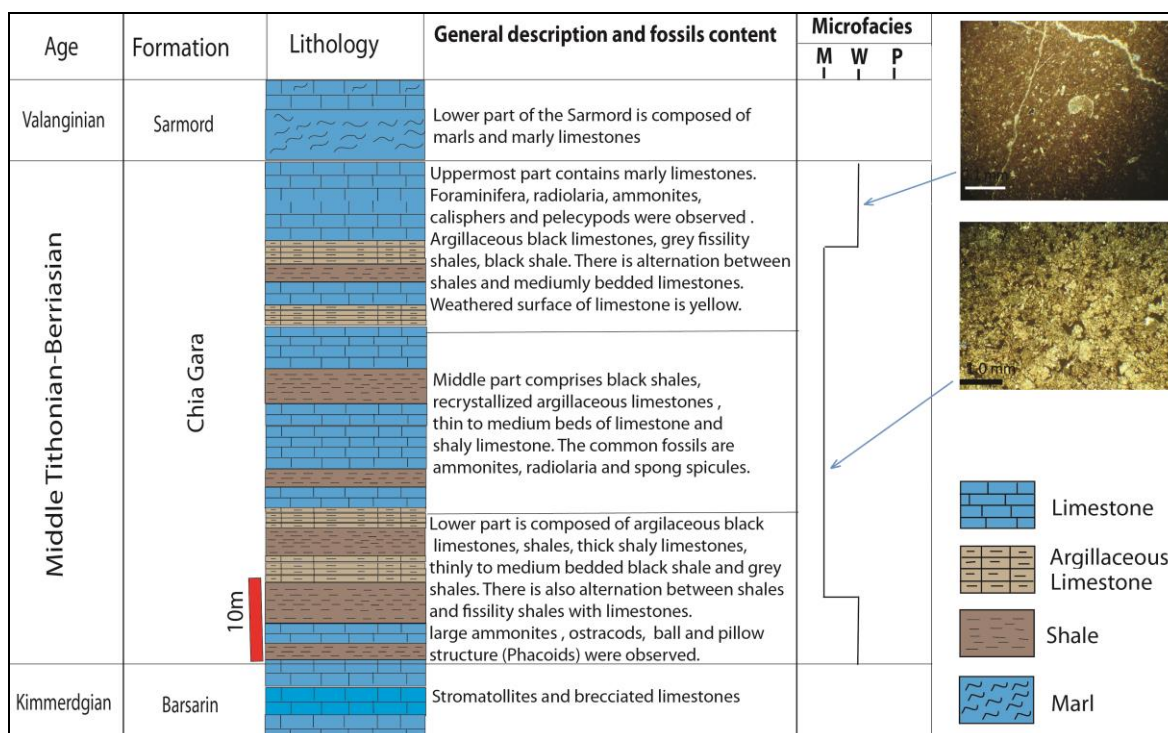 Age
Formation
Lithology
General description and fossils content
Microfacies
M W P
Valanginian
Sarmord
Lower part of the Sarmord is composed of
marls and marly limestones
Middle Tithonian-Berriasian
Chia Gara
Uppermost part contains marly limestones.
Foraminifera, radiolaria, ammonites,
calisphers and pelecypods were observed .
Argillaceous black limestones, grey fissility
shales, black shale. There is alternation between
shales and mediumly bedded limestones.
Weathered surface of limestone is yellow.
Middle part comprises black shales,
recrystallized argillaceous limestones ,
thin to medium beds of limestone and
shaly limestone. The common fossils are
ammonites, radiolaria and spong spicules.
Lower part is composed of argilaceous black
limestones, shales, thick shaly limestones,
thinly to medium bedded black shale and grey
shales. There is also alternation between shales
and fissility shales with limestones.
large ammonites , ostracods, ball and pillow
structure (Phacoids) were observed.
10m
Kimmerdgian
Barsarin
Stromatollites and brecciated limestones
mm
1.0 mm
Limestone
Argillaceous
Limestone
Shale
Marl